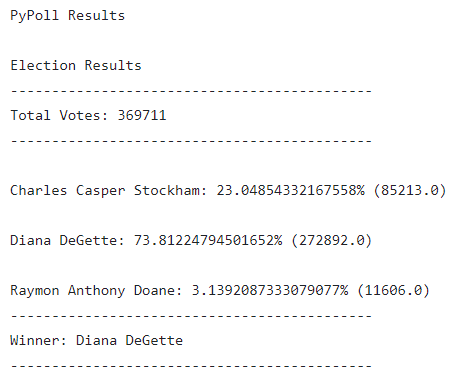 PyPoll Results
Election Results
--------------------------------------------
Total Votes: 369711
--------------------------------------------
Charles Casper Stockham: 23.04854332167558% (85213.0)
Diana DeGette: 73.81224794501652% (272892.0)
Raymon Anthony Doane: 3.1392087333079077% (11606.0)
--------------------------------------------
Winner: Diana DeGette
--------------------------------------------